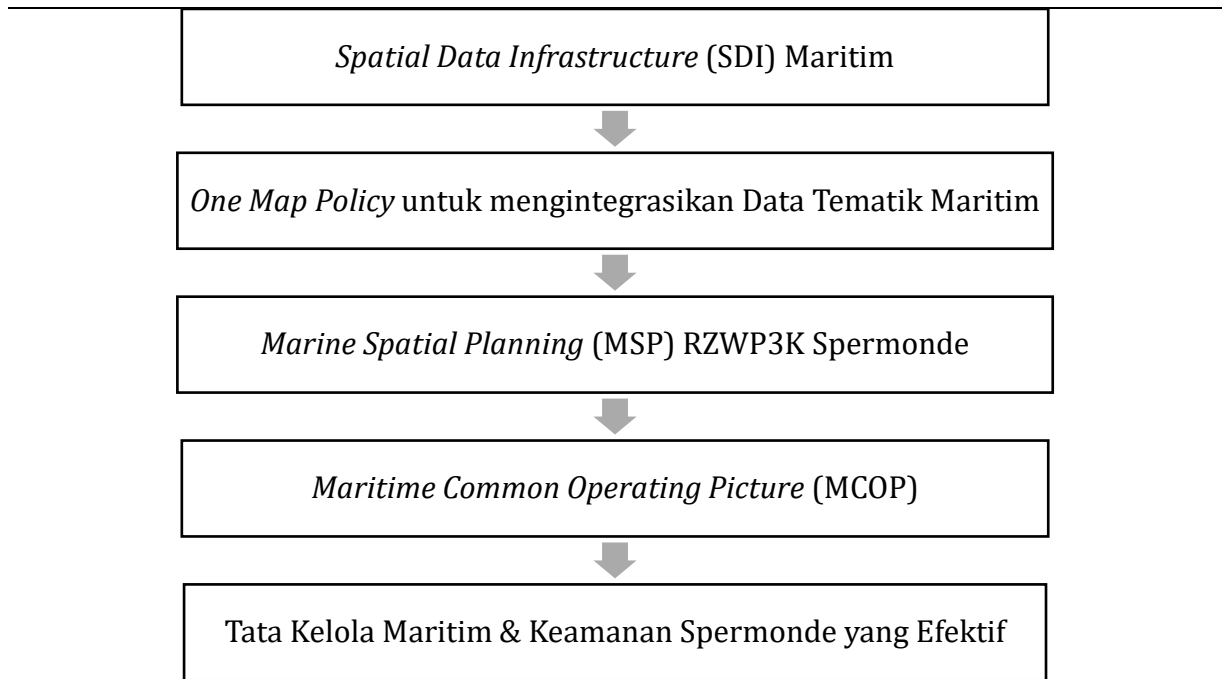 Spatial Data Infrastructure (SDI) Maritim
One Map Policy untuk mengintegrasikan Data Tematik Maritim
Marine Spatial Planning (MSP) RZWP3K Spermonde
Maritime Common Operating Picture (MCOP)
Tata Kelola Maritim & Keamanan Spermonde yang Efektif